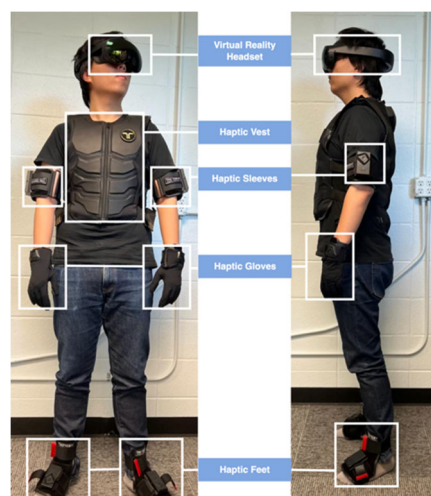 Virtual Reality
Headset
Haptic Vest
Haptic Sleeves
Haptic Gloves
Haptic Feet